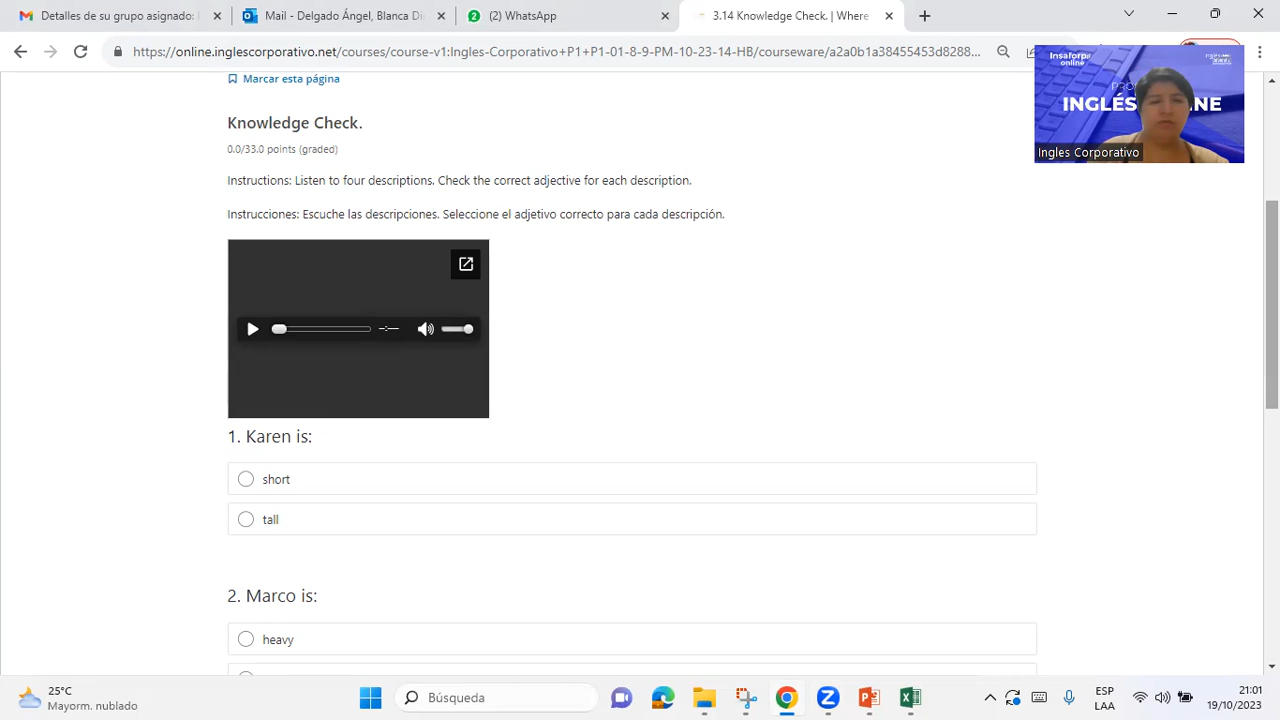 Detalles de su grupo asignado:
Mail - Delgado Ángel, Blanca Di
(2) WhatsApp
3.14 Knowledge Check. | Where
https://online.inglescorporativo.net/courses/course-v1:Ingles-Corporativo+P1+P1-01-8-9-PM-10-23-14-HB/courseware/a2a0b1a38455453d8288...
Marcar esta página
Insaforp
online
INGLÉS
Ingles Corporativo
Knowledge Check.
0.0/33.0 points (graded)
Instructions: Listen to four descriptions. Check the correct adjective for each description.
Instrucciones: Escuche las descripciones. Seleccione el adjetivo correcto para cada descripción.
-:--
1. Karen is:
short
tall
2. Marco is:
heavy
25°C
Mayorm. nublado
Búsqueda
ESP
LAA
21:01
19/10/2023